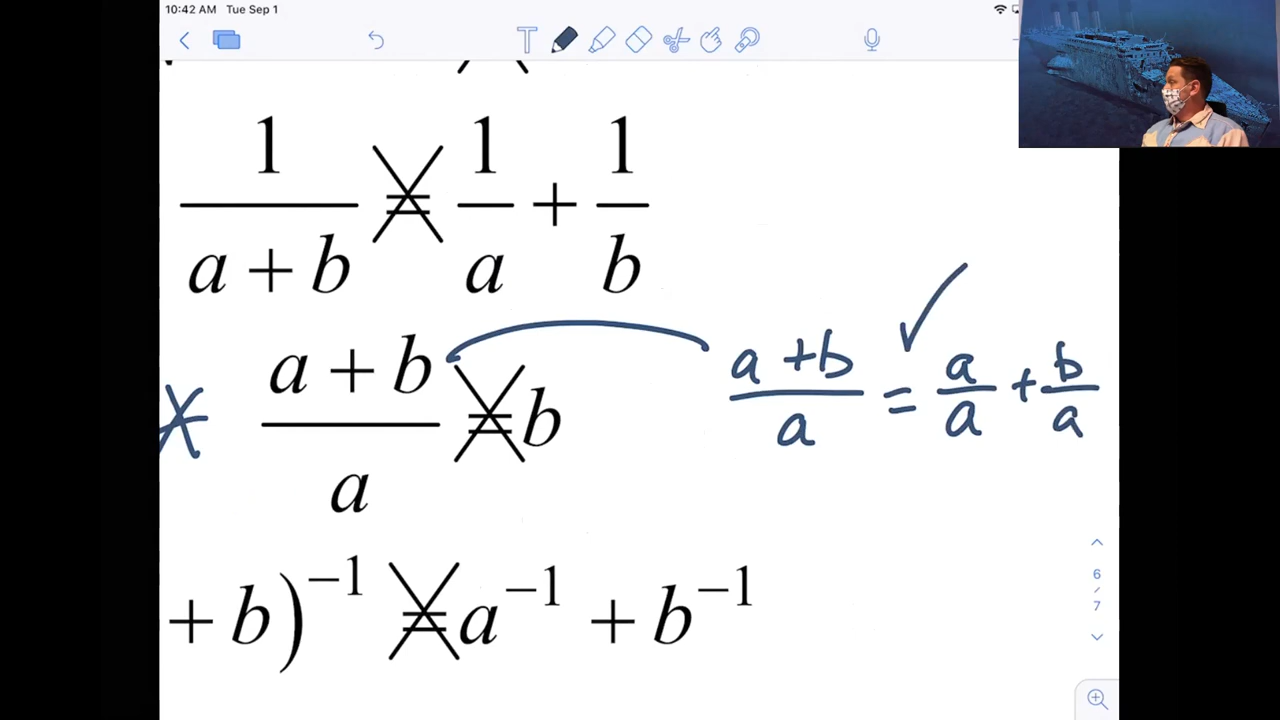 10:42 AM Tue Sep 1
1/(a + b) ≠ 1/a + 1/b
(a + b)/a ≠ b
(a + b)/a = a/a + b/a ✓
+ b)^−1 ≠ a^−1 + b^−1
6
/
7